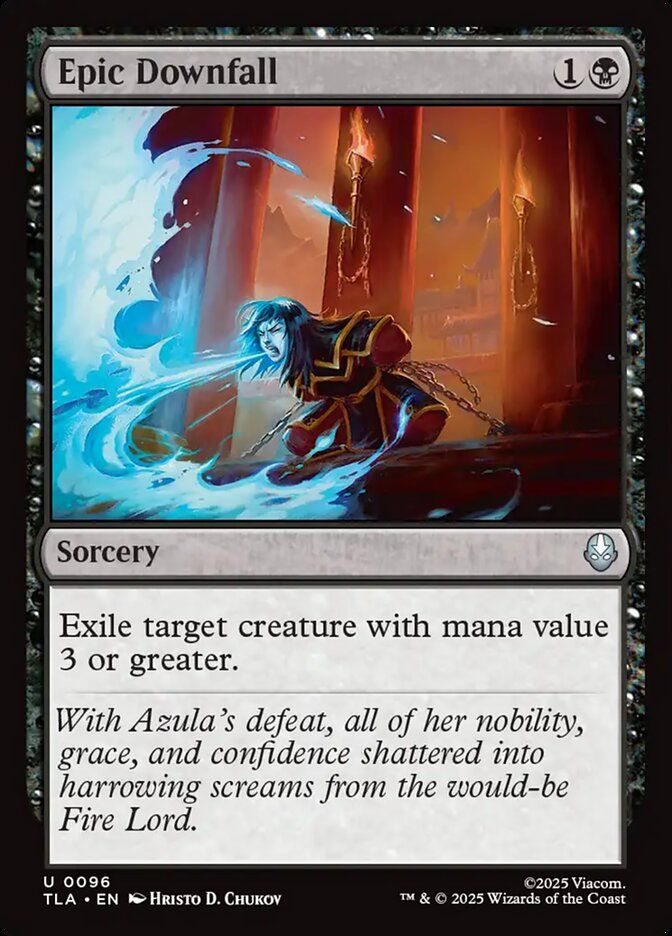 Epic Downfall 1
Sorcery
Exile target creature with mana value
3 or greater.
With Azula's defeat, all of her nobility,
grace, and confidence shattered into
harrowing screams from the would-be
Fire Lord.
U 0096 ©2025 Viacom.
TLA • EN Hristo D. Chukov ™ & © 2025 Wizards of the Coast